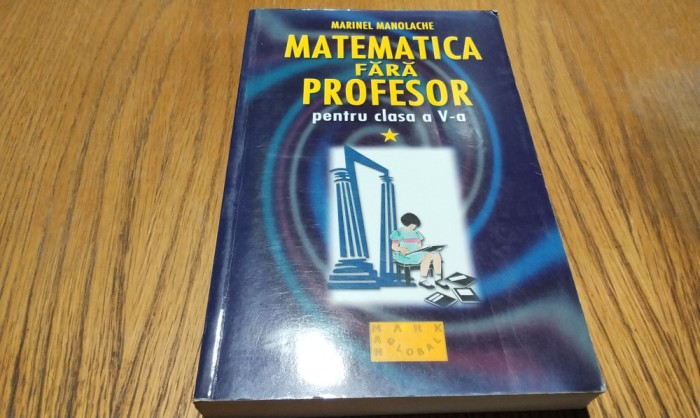 MARINEL MANOLACHE
MATEMATICA
FĂRĂ
PROFESOR
pentru clasa a V-a
MARK
MAN
GLOBAL